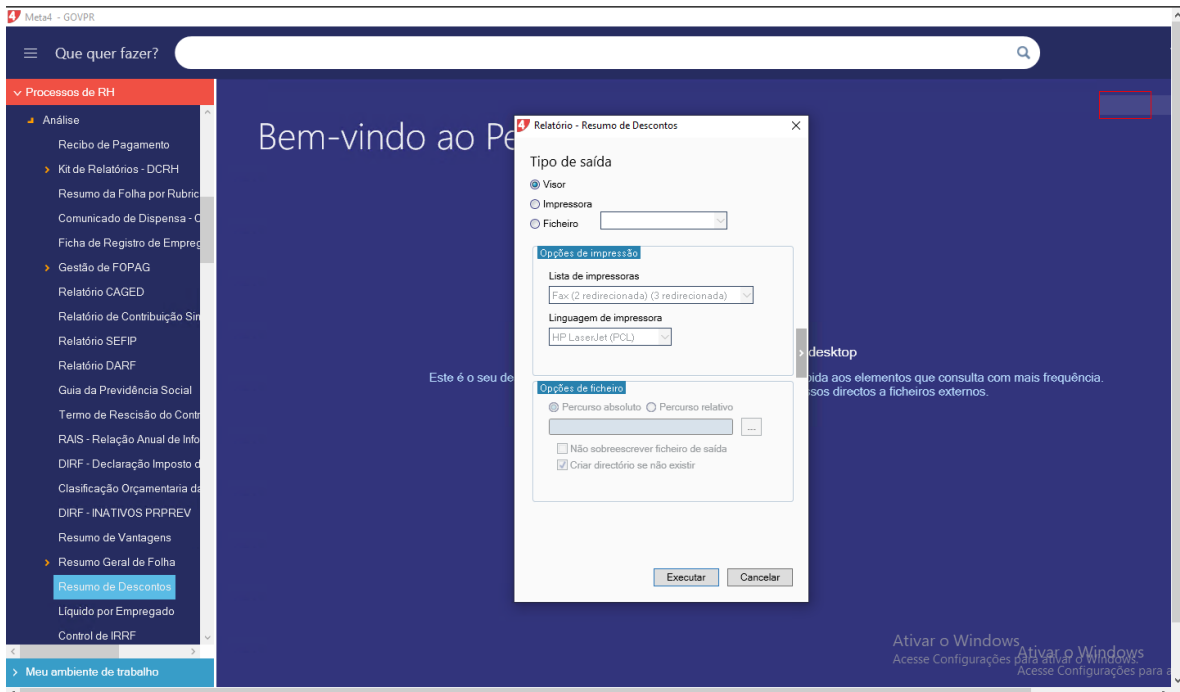 Meta4 - GOVPR
Que quer fazer?
Processos de RH
Análise
Recibo de Pagamento
Kit de Relatórios - DCRH
Resumo da Folha por Rubric
Comunicado de Dispensa - C
Ficha de Registro de Empreg
Gestão de FOPAG
Relatório CAGED
Relatório de Contribuição Sin
Relatório SEFIP
Relatório DARF
Guia da Previdência Social
Termo de Rescisão do Contr
RAIS - Relação Anual de Info
DIRF - Declaração Imposto d
Clasificação Orçamentaria da
DIRF - INATIVOS PRPREV
Resumo de Vantagens
Resumo Geral de Folha
Resumo de Descontos
Líquido por Empregado
Control de IRRF
Meu ambiente de trabalho
Bem-vindo ao Pe
desktop
Este é o seu de
bida aos elementos que consulta com mais frequência.
ssos directos a ficheiros externos.
Relatório - Resumo de Descontos
Tipo de saída
Visor
Impressora
Ficheiro
Opções de impressão
Lista de impressoras
Fax (2 redirecionada) (3 redirecionada)
Linguagem de impressora
HP LaserJet (PCL)
Opções de ficheiro
Percurso absoluto Percurso relativo
...
Não sobreescrever ficheiro de saída
Criar directório se não existir
Executar Cancelar
Ativar o Windows
Acesse Configurações para ativar o Windows.
Ativar o Windows
Acesse Configurações para a